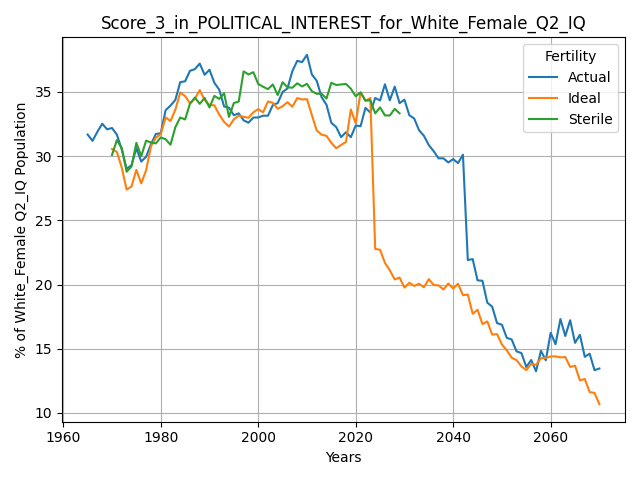 Score_3_in_POLITICAL_INTEREST_for_White_Female_Q2_IQ
Fertility
Actual
Ideal
Sterile
% of White_Female Q2_IQ Population
35
30
25
20
15
10
1960
1980
2000
2020
2040
2060
Years